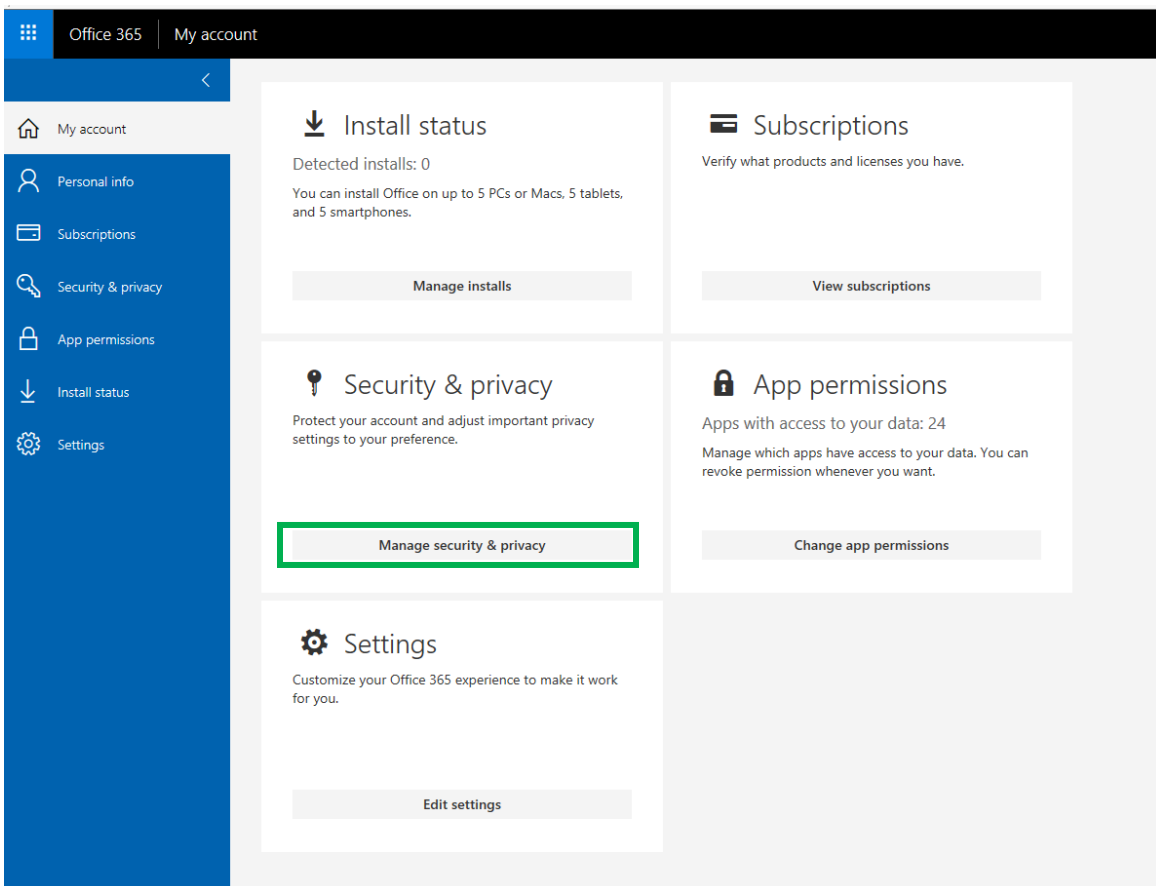 Office 365
My account
My account
Personal info
Subscriptions
Security & privacy
App permissions
Install status
Settings
Install status
Detected installs: 0
You can install Office on up to 5 PCs or Macs, 5 tablets,
and 5 smartphones.
Manage installs
Subscriptions
Verify what products and licenses you have.
View subscriptions
Security & privacy
Protect your account and adjust important privacy
settings to your preference.
Manage security & privacy
App permissions
Apps with access to your data: 24
Manage which apps have access to your data. You can
revoke permission whenever you want.
Change app permissions
Settings
Customize your Office 365 experience to make it work
for you.
Edit settings